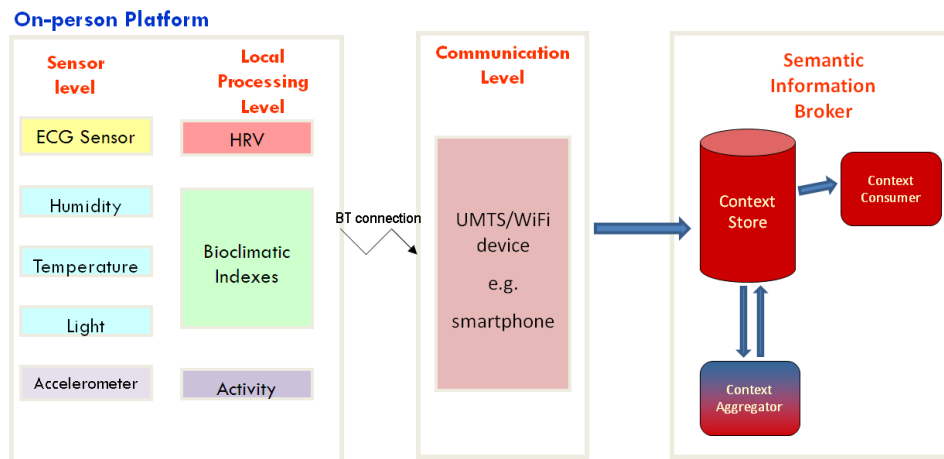 On-person Platform
Sensor
level
Local
Processing
Level
ECG Sensor
HRV
Humidity
Temperature
Light
Bioclimatic
Indexes
Accelerometer
Activity
BT connection
Communication
Level
UMTS/WiFi
device
e.g.
smartphone
Semantic
Information
Broker
Context
Store
Context
Consumer
Context
Aggregator